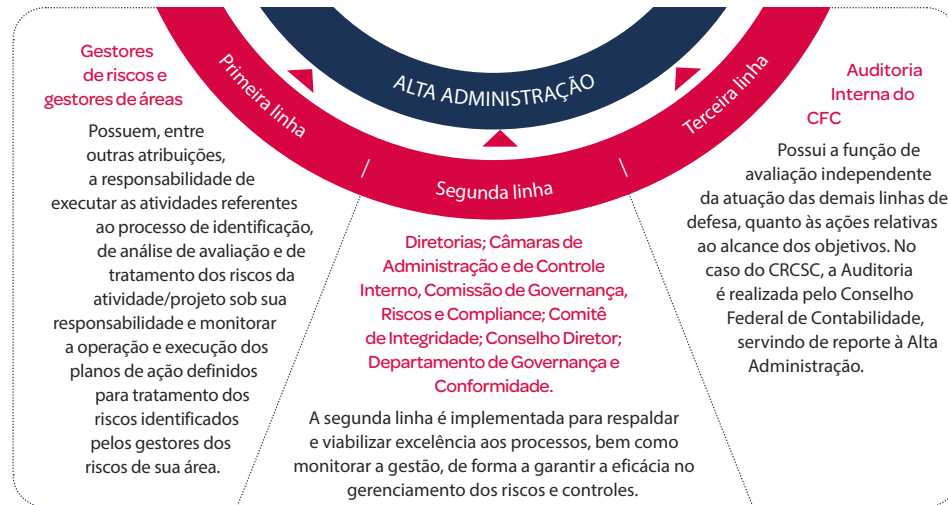 ALTA ADMINISTRAÇÃO
Primeira linha
Gestores
de riscos e
gestores de áreas
Possuem, entre
outras atribuições,
a responsabilidade de
executar as atividades referentes
ao processo de identificação,
de análise de avaliação e de
tratamento dos riscos da
atividade/projeto sob sua
responsabilidade e monitorar
a operação e execução dos
planos de ação definidos
para tratamento dos
riscos identificados
pelos gestores dos
riscos de sua área.
Segunda linha
Diretorias; Câmaras de
Administração e de Controle
Interno, Comissão de Governança,
Riscos e Compliance; Comitê
de Integridade; Conselho Diretor;
Departamento de Governança e
Conformidade.
A segunda linha é implementada para respaldar
e viabilizar excelência aos processos, bem como
monitorar a gestão, de forma a garantir a eficácia no
gerenciamento dos riscos e controles.
Terceira linha
Auditoria
Interna do
CFC
Possui a função de
avaliação independente
da atuação das demais linhas de
defesa, quanto às ações relativas
ao alcance dos objetivos. No
caso do CRCSC, a Auditoria
é realizada pelo Conselho
Federal de Contabilidade,
servindo de reporte à Alta
Administração.